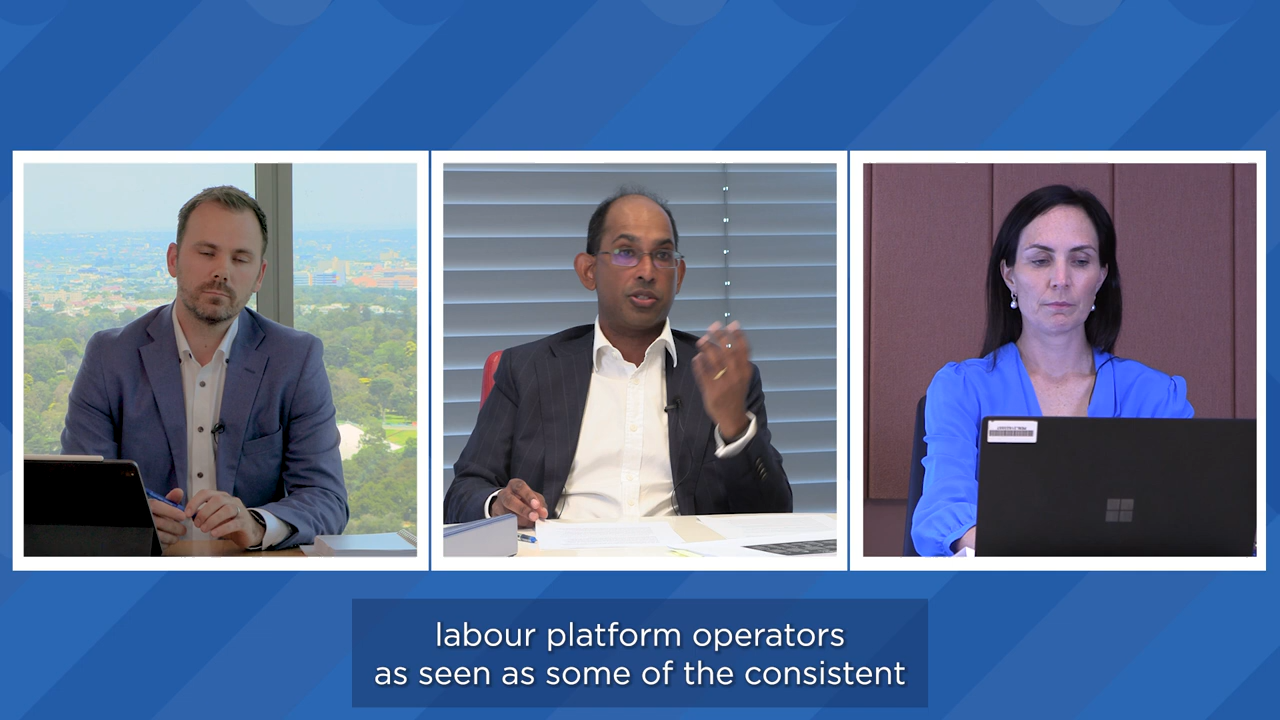 labour platform operators
as seen as some of the consistent